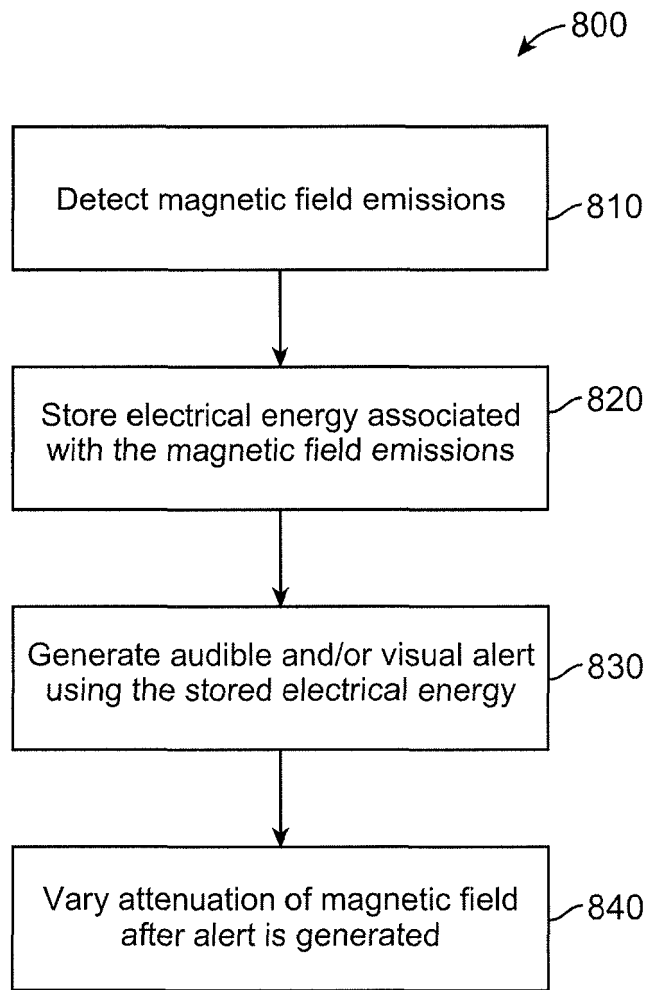 800
Detect magnetic field emissions
810
Store electrical energy associated
with the magnetic field emissions
820
Generate audible and/or visual alert
using the stored electrical energy
830
Vary attenuation of magnetic field
after alert is generated
840